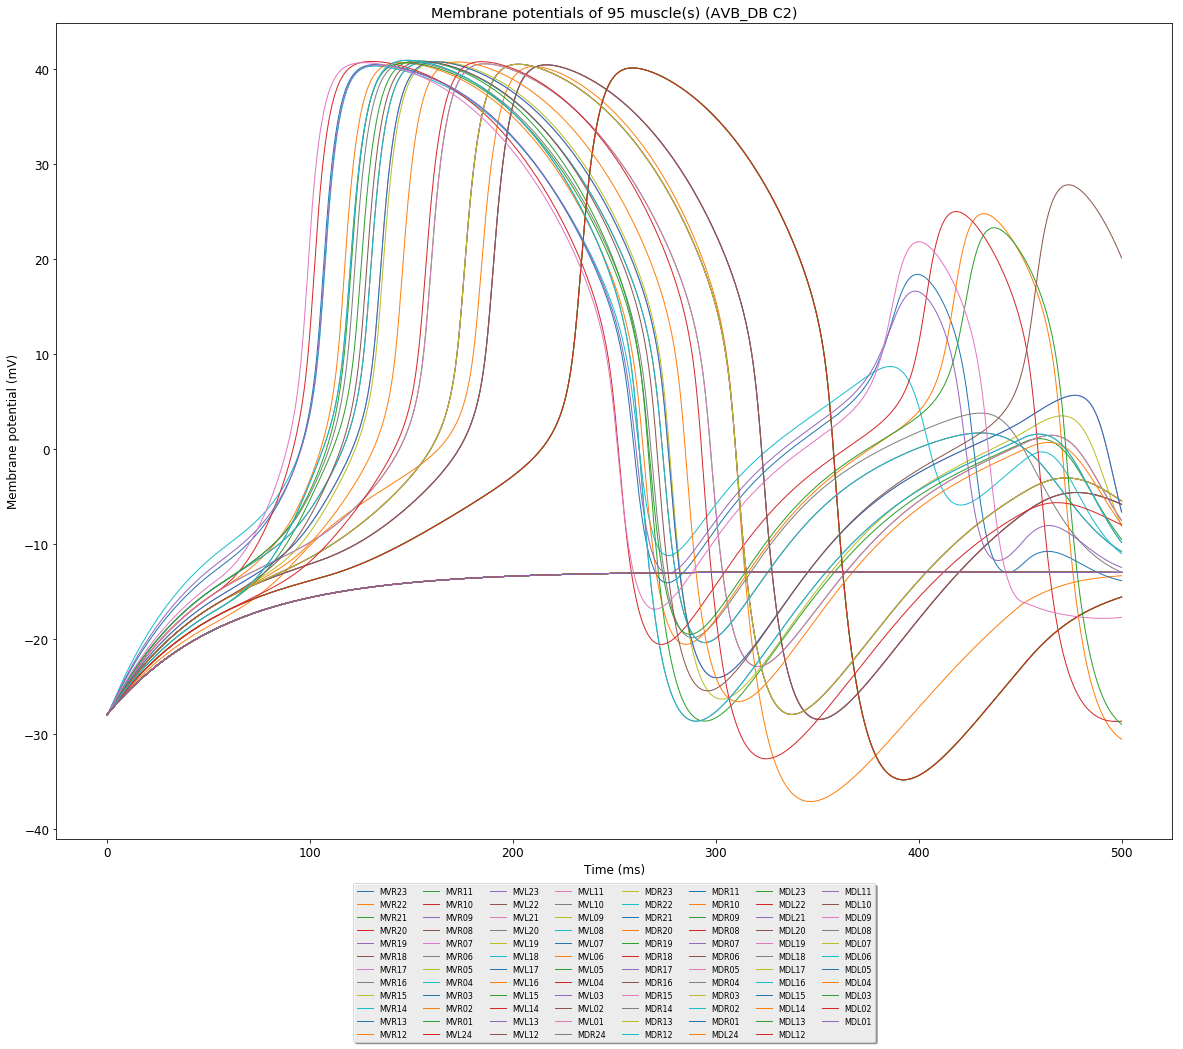 Membrane potentials of 95 muscle(s) (AVB_DB C2)
40
30
20
10
0
−10
−20
−30
−40
Membrane potential (mV)
0 100 200 300 400 500
Time (ms)
MVR23 MVR11 MVL23 MVL11 MDR23 MDR11 MDL23 MDL11
MVR22 MVR10 MVL22 MVL10 MDR22 MDR10 MDL22 MDL10
MVR21 MVR09 MVL21 MVL09 MDR21 MDR09 MDL21 MDL09
MVR20 MVR08 MVL20 MVL08 MDR20 MDR08 MDL20 MDL08
MVR19 MVR07 MVL19 MVL07 MDR19 MDR07 MDL19 MDL07
MVR18 MVR06 MVL18 MVL06 MDR18 MDR06 MDL18 MDL06
MVR17 MVR05 MVL17 MVL05 MDR17 MDR05 MDL17 MDL05
MVR16 MVR04 MVL16 MVL04 MDR16 MDR04 MDL16 MDL04
MVR15 MVR03 MVL15 MVL03 MDR15 MDR03 MDL15 MDL03
MVR14 MVR02 MVL14 MVL02 MDR14 MDR02 MDL14 MDL02
MVR13 MVR01 MVL13 MVL01 MDR13 MDR01 MDL13 MDL01
MVR12 MVL24 MVL12 MDR24 MDR12 MDL24 MDL12